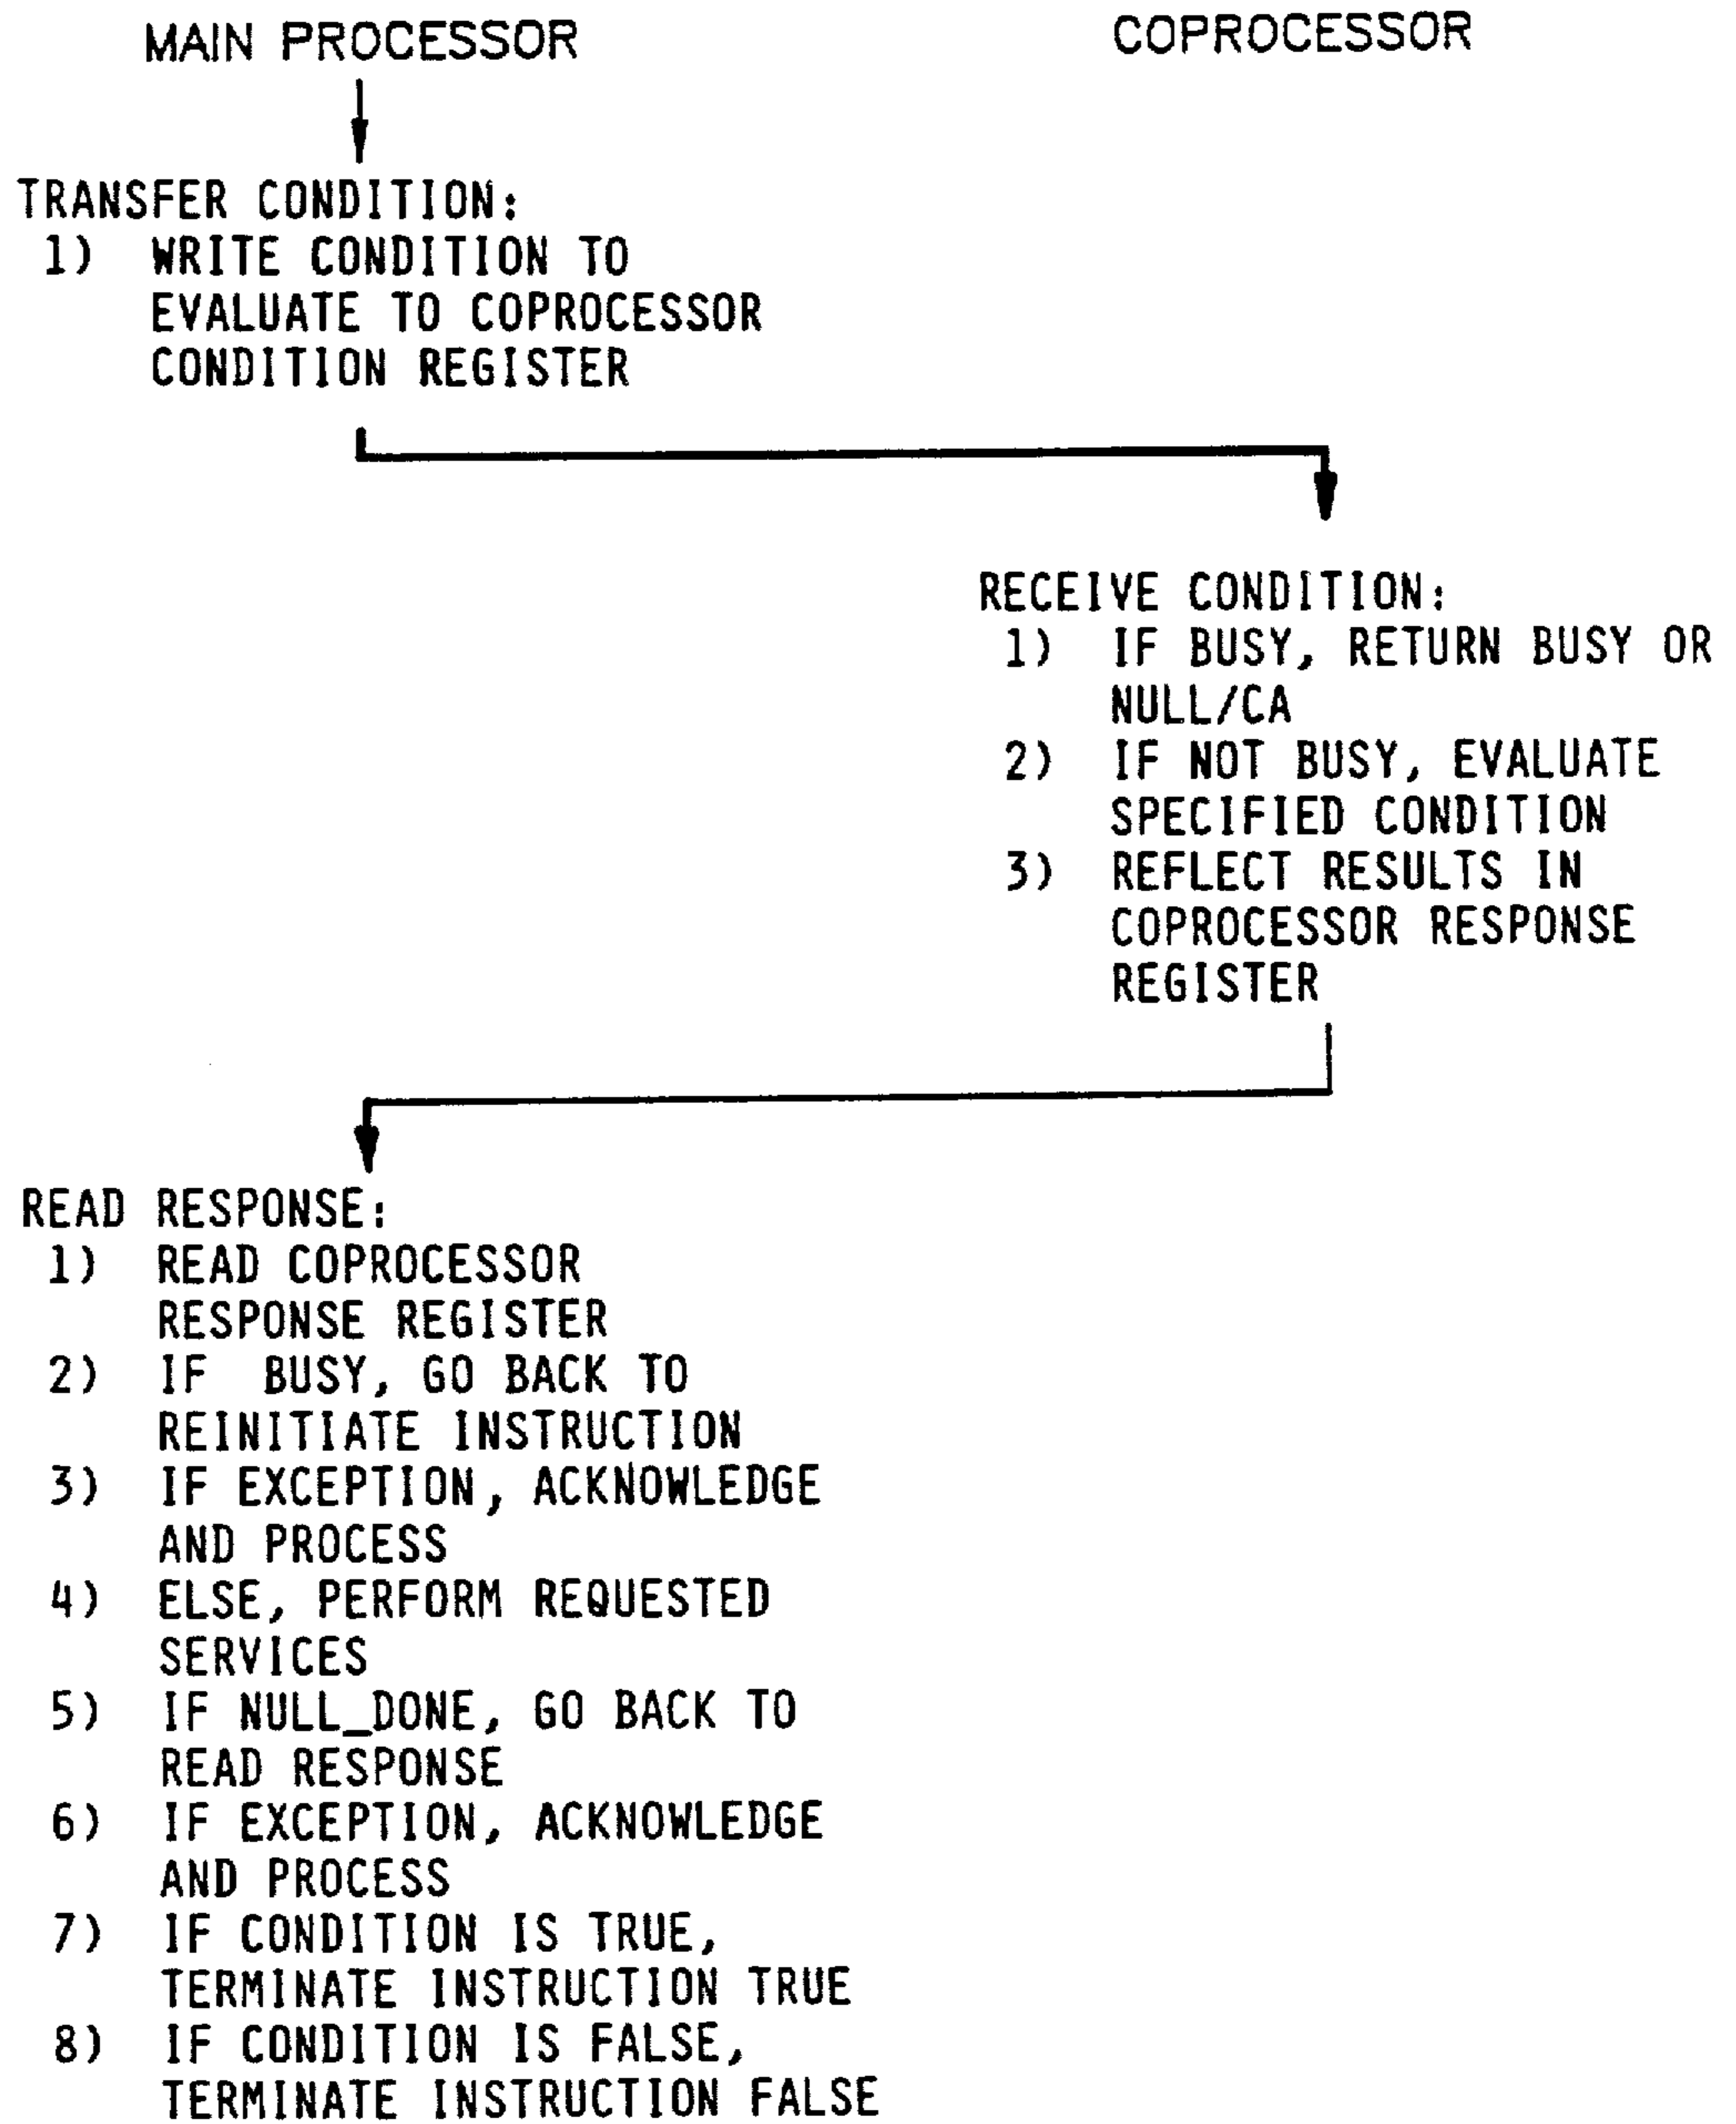 MAIN PROCESSOR
COPROCESSOR
TRANSFER CONDITION:
1) WRITE CONDITION TO
EVALUATE TO COPROCESSOR
CONDITION REGISTER
RECEIVE CONDITION:
1) IF BUSY, RETURN BUSY OR
NULL/CA
2) IF NOT BUSY, EVALUATE
SPECIFIED CONDITION
3) REFLECT RESULTS IN
COPROCESSOR RESPONSE
REGISTER
READ RESPONSE:
1) READ COPROCESSOR
RESPONSE REGISTER
2) IF BUSY, GO BACK TO
REINITIATE INSTRUCTION
3) IF EXCEPTION, ACKNOWLEDGE
AND PROCESS
4) ELSE, PERFORM REQUESTED
SERVICES
5) IF NULL_DONE, GO BACK TO
READ RESPONSE
6) IF EXCEPTION, ACKNOWLEDGE
AND PROCESS
7) IF CONDITION IS TRUE,
TERMINATE INSTRUCTION TRUE
8) IF CONDITION IS FALSE,
TERMINATE INSTRUCTION FALSE